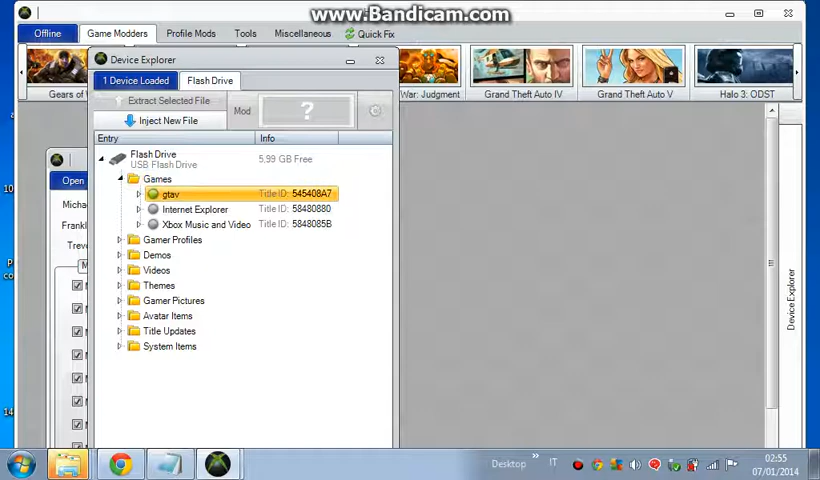 www.Bandicam.com
Offline
Game Modders
Profile Mods
Tools
Miscellaneous
Quick Fix
Gears of
War: Judgment
Grand Theft Auto IV
Grand Theft Auto V
Halo 3: ODST
Device Explorer
1 Device Loaded
Flash Drive
Extract Selected File
Inject New File
Mod
?
Entry
Info
Flash Drive
USB Flash Drive
5,99 GB Free
Games
gtav
Title ID: 545408A7
Internet Explorer
Title ID: 58480880
Xbox Music and Video
Title ID: 5848085B
Gamer Profiles
Demos
Videos
Themes
Gamer Pictures
Avatar Items
Title Updates
System Items
Open
Micha
Frankl
Trev
M
Device Explorer
Desktop
»
IT
02:55
07/01/2014